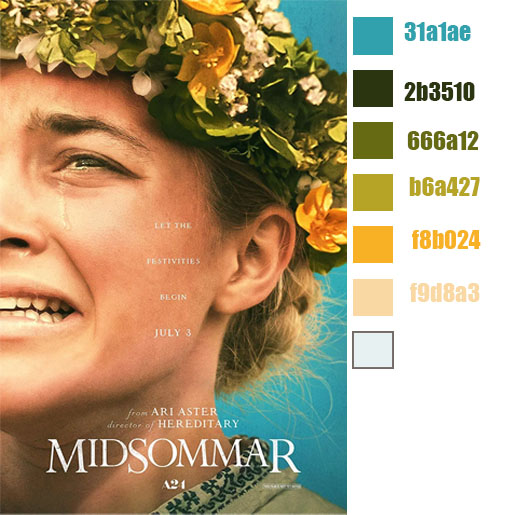 LET THE
FESTIVITIES
BEGIN
JULY 3
from ARI ASTER
director of HEREDITARY
MIDSOMMAR
A24
31a1ae
2b3510
666a12
b6a427
f8b024
f9d8a3